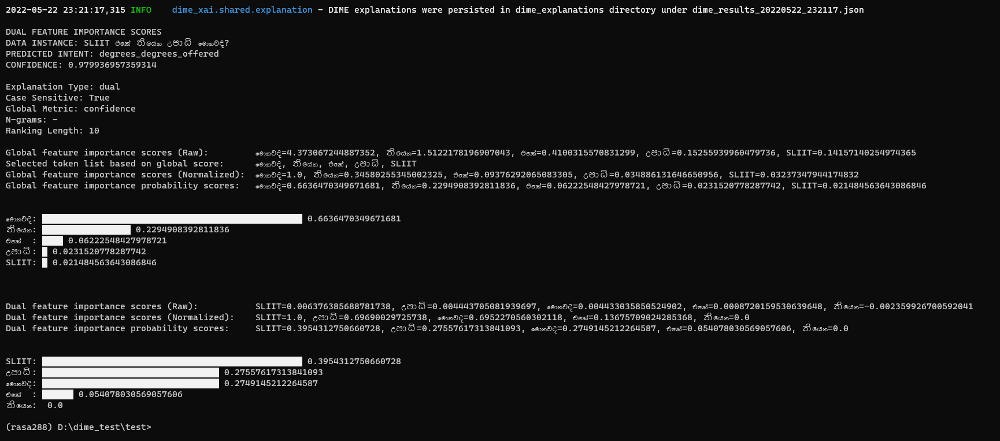 2022-05-22 23:21:17,315 INFO dime_xai.shared.explanation - DIME explanations were persisted in dime_explanations directory under dime_results_20220522_232117.json
DUAL FEATURE IMPORTANCE SCORES
DATA INSTANCE: SLIIT එකේ තියෙන උපාධි මොනවද?
PREDICTED INTENT: degrees_degrees_offered
CONFIDENCE: 0.979936957359314
Explanation Type: dual
Case Sensitive: True
Global Metric: confidence
N-grams: -
Ranking Length: 10
Global feature importance scores (Raw): මොනවද=4.373067244887352, තියෙන=1.5122178196907043, එකේ=0.4100315570831299, උපාධි=0.15255939960479736, SLIIT=0.14157140254974365
Selected token list based on global score: මොනවද, තියෙන, එකේ, උපාධි, SLIIT
Global feature importance scores (Normalized): මොනවද=1.0, තියෙන=0.34580255345002325, එකේ=0.09376292065083305, උපාධි=0.034886131646650956, SLIIT=0.03237347944174832
Global feature importance probability scores: මොනවද=0.6636470349671681, තියෙන=0.2294908392811836, එකේ=0.06222548427978721, උපාධි=0.0231520778287742, SLIIT=0.021484563643086846
මොනවද: 0.6636470349671681
තියෙන: 0.2294908392811836
එකේ : 0.06222548427978721
උපාධි: 0.0231520778287742
SLIIT: 0.021484563643086846
Dual feature importance scores (Raw): SLIIT=0.006376385688781738, උපාධි=0.004443705081939697, මොනවද=0.004433035850524902, එකේ=0.0008720159530639648, තියෙන=-0.002359926700592041
Dual feature importance scores (Normalized): SLIIT=1.0, උපාධි=0.69690029725738, මොනවද=0.6952270560302118, එකේ=0.13675709024285368, තියෙන=0.0
Dual feature importance probability scores: SLIIT=0.3954312750660728, උපාධි=0.27557617313841093, මොනවද=0.2749145212264587, එකේ=0.054078030569057606, තියෙන=0.0
SLIIT: 0.3954312750660728
උපාධි: 0.27557617313841093
මොනවද: 0.2749145212264587
එකේ : 0.054078030569057606
තියෙන: 0.0
(rasa288) D:\dime_test\test>